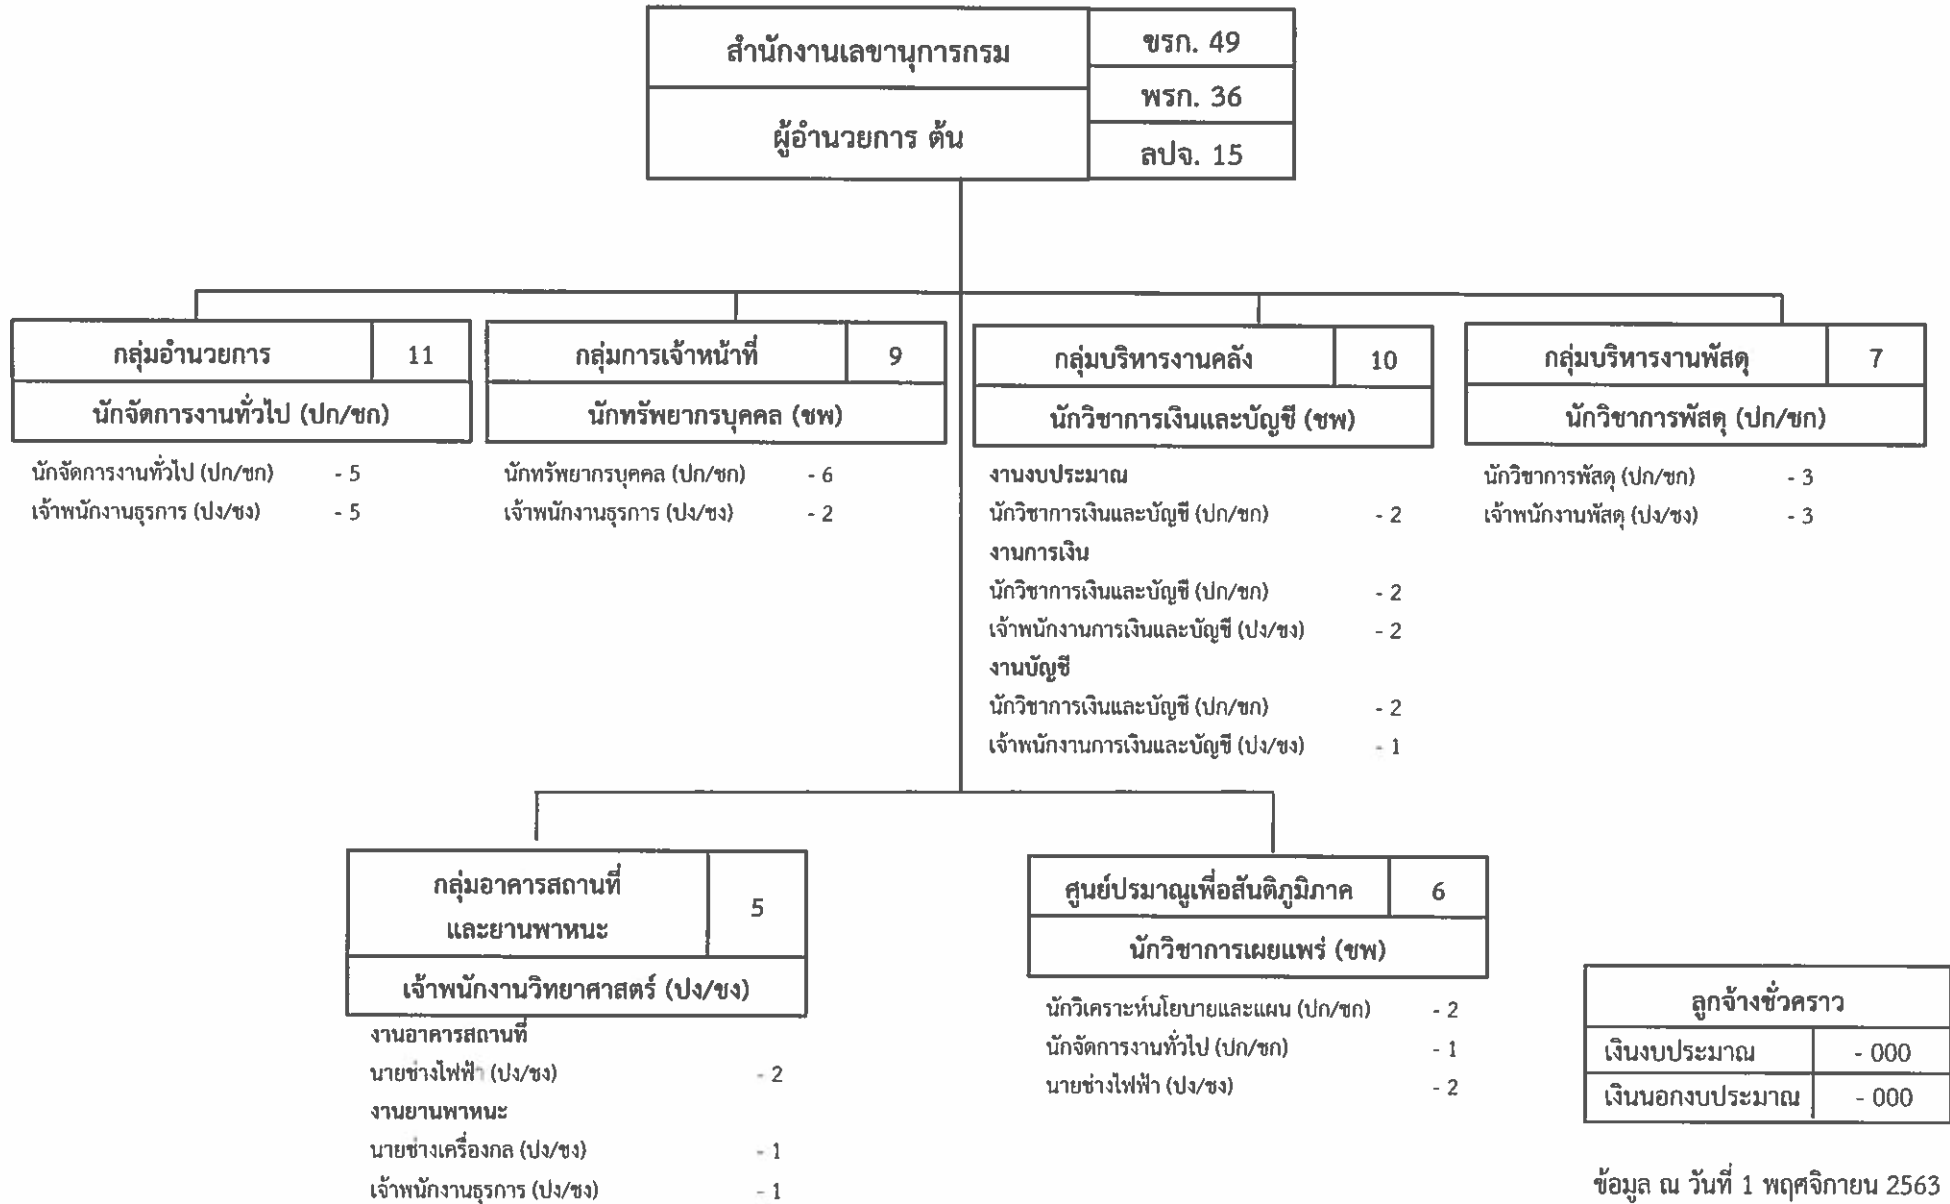 สำนักงานเลขานุการกรม
ขรก. 49
พรก. 36
ผู้อำนวยการ ต้น
ลปจ. 15
กลุ่มอำนวยการ 11
นักจัดการงานทั่วไป (ปก/ชก)
นักจัดการงานทั่วไป (ปก/ชก) - 5
เจ้าพนักงานธุรการ (ปง/ชง) - 5
กลุ่มการเจ้าหน้าที่ 9
นักทรัพยากรบุคคล (ชพ)
นักทรัพยากรบุคคล (ปก/ชก) - 6
เจ้าพนักงานธุรการ (ปง/ชง) - 2
กลุ่มบริหารงานคลัง 10
นักวิชาการเงินและบัญชี (ชพ)
งานงบประมาณ
นักวิชาการเงินและบัญชี (ปก/ชก) - 2
งานการเงิน
นักวิชาการเงินและบัญชี (ปก/ชก) - 2
เจ้าพนักงานการเงินและบัญชี (ปง/ชง) - 2
งานบัญชี
นักวิชาการเงินและบัญชี (ปก/ชก) - 2
เจ้าพนักงานการเงินและบัญชี (ปง/ชง) - 1
กลุ่มบริหารงานพัสดุ 7
นักวิชาการพัสดุ (ปก/ชก)
นักวิชาการพัสดุ (ปก/ชก) - 3
เจ้าพนักงานพัสดุ (ปง/ชง) - 3
กลุ่มอาคารสถานที่
และยานพาหนะ
5
เจ้าพนักงานวิทยาศาสตร์ (ปง/ชง)
งานอาคารสถานที่
นายช่างไฟฟ้า (ปง/ชง) - 2
งานยานพาหนะ
นายช่างเครื่องกล (ปง/ชง) - 1
เจ้าพนักงานธุรการ (ปง/ชง) - 1
ศูนย์ปรมาณูเพื่อสันติภูมิภาค 6
นักวิชาการเผยแพร่ (ชพ)
นักวิเคราะห์นโยบายและแผน (ปก/ชก) - 2
นักจัดการงานทั่วไป (ปก/ชก) - 1
นายช่างไฟฟ้า (ปง/ชง) - 2
ลูกจ้างชั่วคราว
เงินงบประมาณ - 000
เงินนอกงบประมาณ - 000
ข้อมูล ณ วันที่ 1 พฤศจิกายน 2563